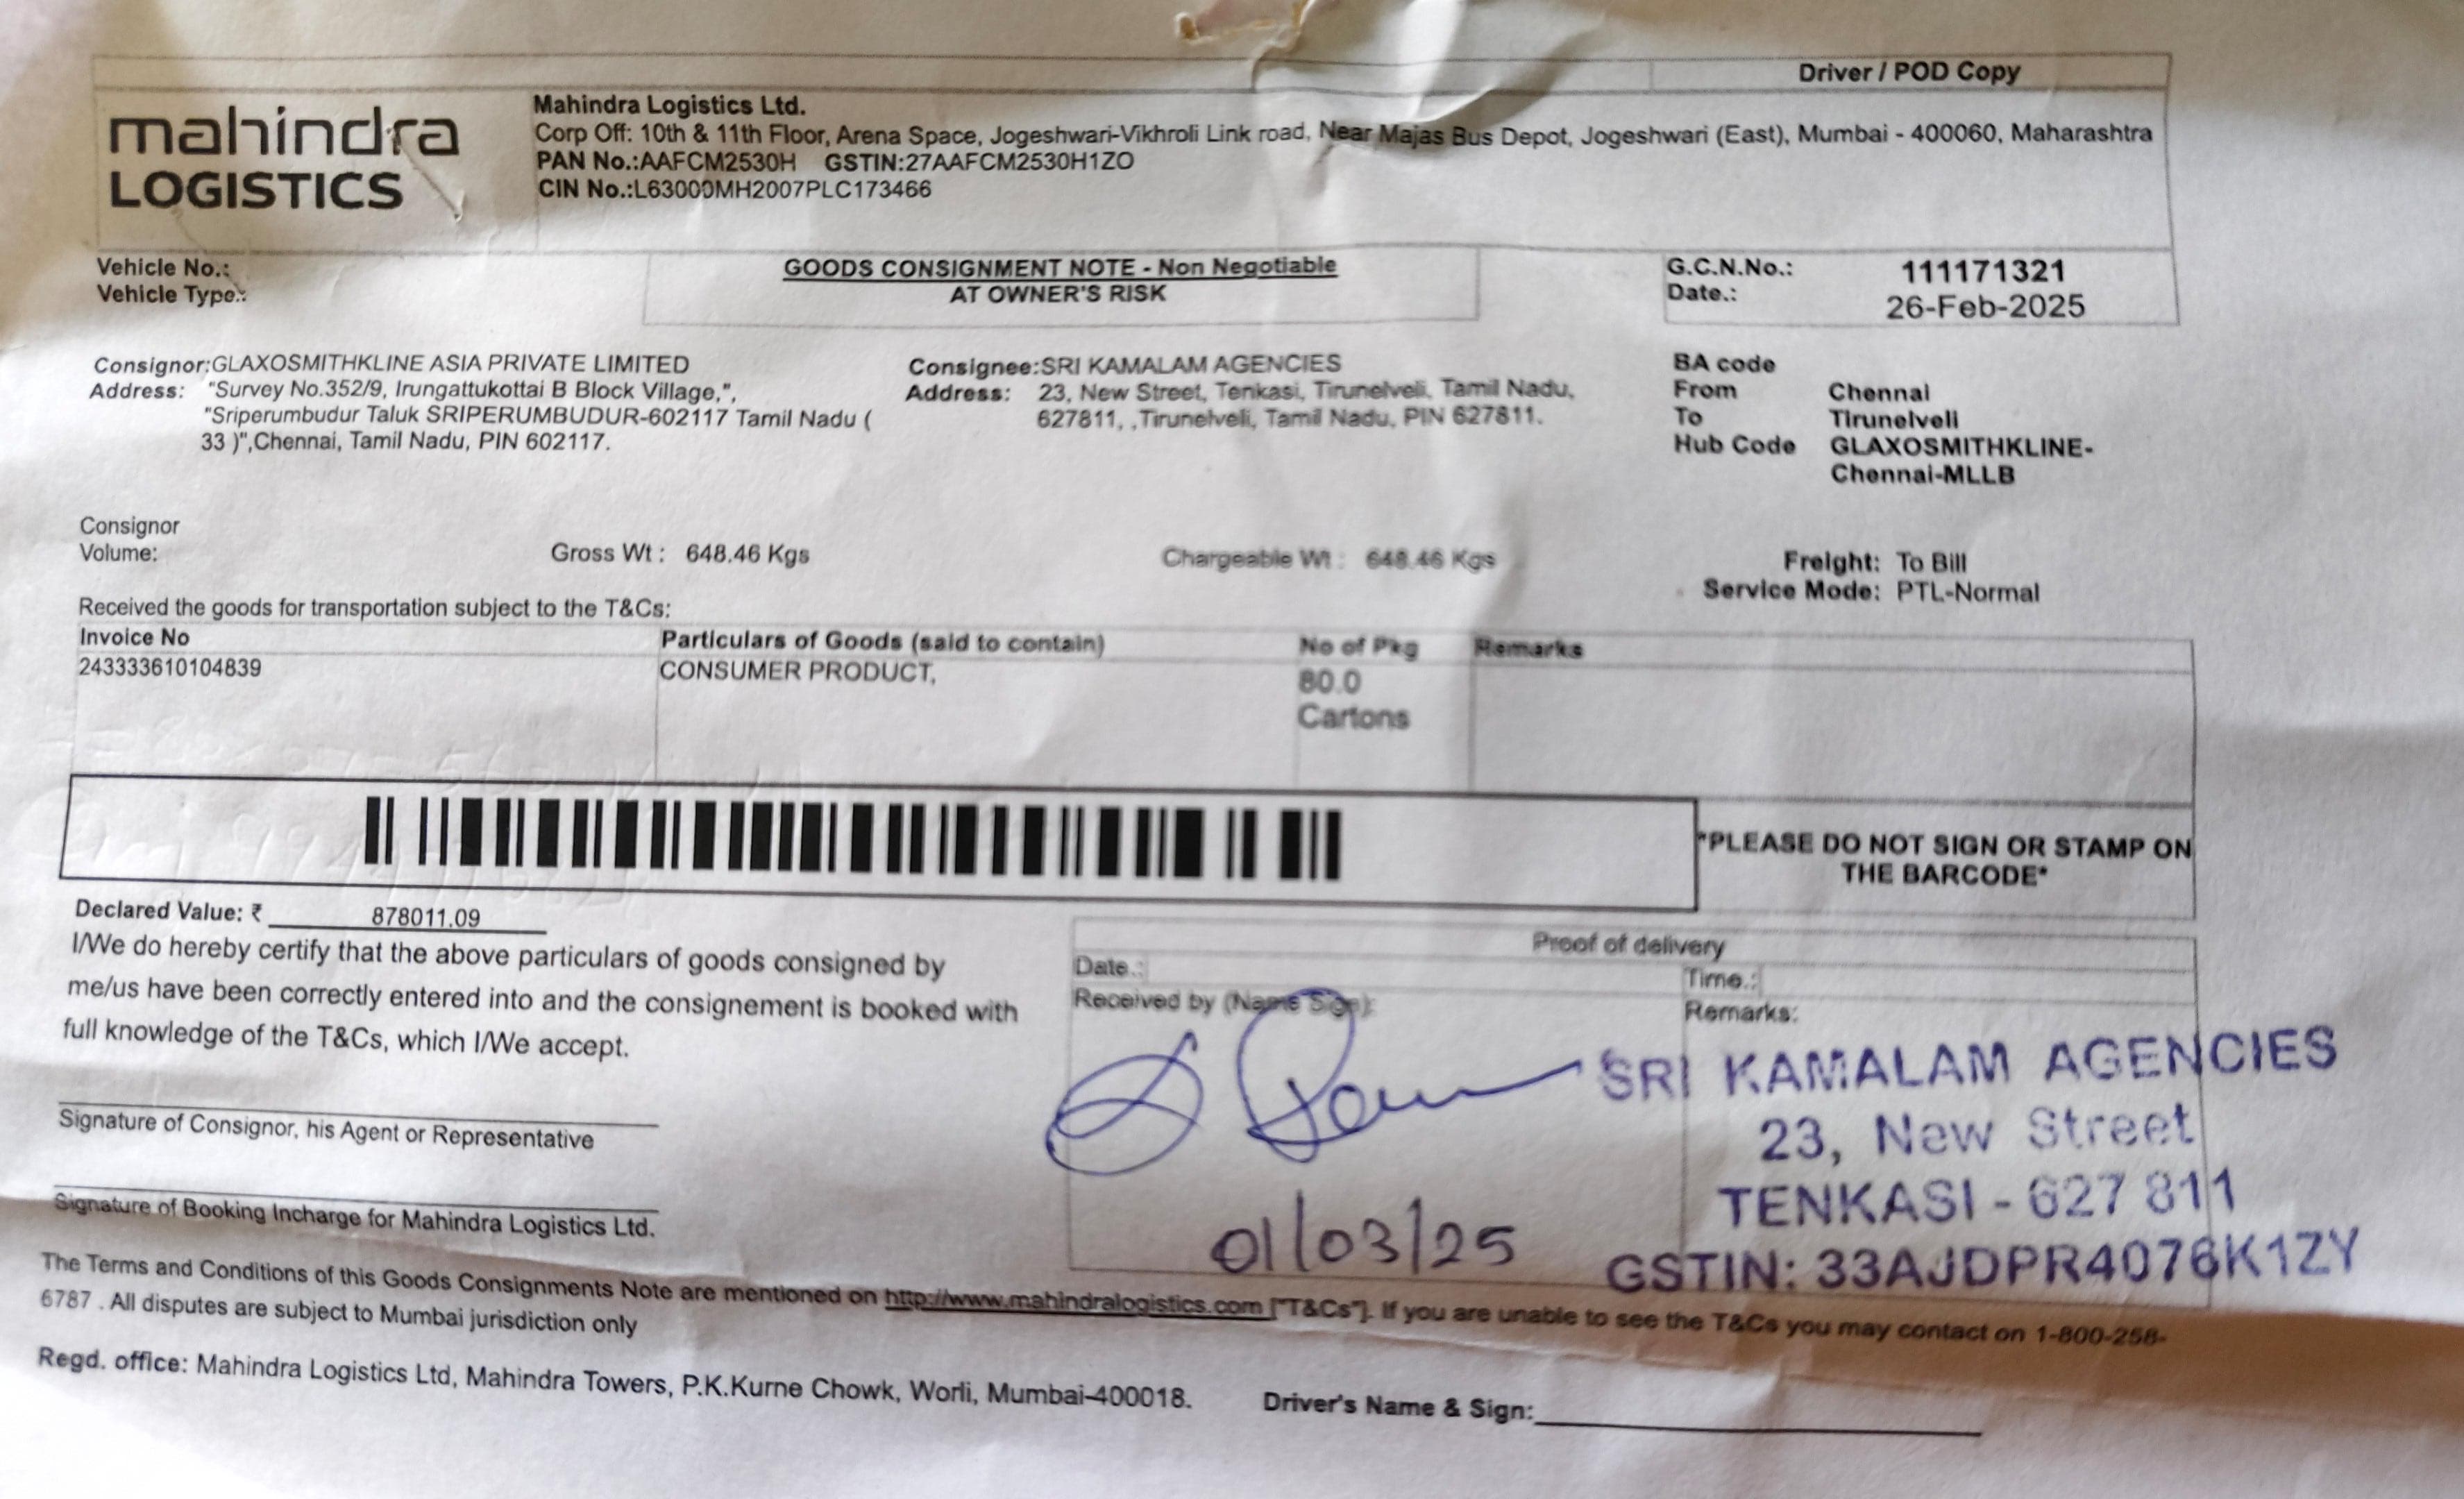 Driver / POD Copy
mahindra
LOGISTICS
Mahindra Logistics Ltd.
Corp Off: 10th & 11th Floor, Arena Space, Jogeshwari-Vikhroli Link road, Near Majas Bus Depot, Jogeshwari (East), Mumbai - 400060, Maharashtra
PAN No.:AAFCM2530H GSTIN:27AAFCM2530H1ZO
CIN No.:L63000MH2007PLC173466
Vehicle No.:
Vehicle Type.:
GOODS CONSIGNMENT NOTE - Non Negotiable
AT OWNER'S RISK
G.C.N.No.: 111171321
Date.: 26-Feb-2025
Consignor:GLAXOSMITHKLINE ASIA PRIVATE LIMITED
Address: "Survey No.352/9, Irungattukottai B Block Village,",
"Sriperumbudur Taluk SRIPERUMBUDUR-602117 Tamil Nadu (
33 )",Chennai, Tamil Nadu, PIN 602117.
Consignee:SRI KAMALAM AGENCIES
Address: 23, New Street, Tenkasi, Tirunelveli, Tamil Nadu,
627811, ,Tirunelveli, Tamil Nadu, PIN 627811.
BA code
From Chennai
To Tirunelveli
Hub Code GLAXOSMITHKLINE-
Chennai-MLLB
Consignor
Volume:
Gross Wt : 648.46 Kgs
Chargeable Wt : 648.46 Kgs
Freight: To Bill
Service Mode: PTL-Normal
Received the goods for transportation subject to the T&Cs:
Invoice No Particulars of Goods (said to contain) No of Pkg Remarks
243333610104839 CONSUMER PRODUCT, 80.0
Cartons
*PLEASE DO NOT SIGN OR STAMP ON
THE BARCODE*
Declared Value: ₹ 878011.09
I/We do hereby certify that the above particulars of goods consigned by
me/us have been correctly entered into and the consignement is booked with
full knowledge of the T&Cs, which I/We accept.
Signature of Consignor, his Agent or Representative
Signature of Booking Incharge for Mahindra Logistics Ltd.
Proof of delivery
Date.: Time.:
Received by (Name Sign): Remarks:
01/03/25
SRI KAMALAM AGENCIES
23, New Street
TENKASI - 627 811
GSTIN: 33AJDPR4076K1ZY
The Terms and Conditions of this Goods Consignments Note are mentioned on http://www.mahindralogistics.com ["T&Cs"]. If you are unable to see the T&Cs you may contact on 1-800-258-
6787 . All disputes are subject to Mumbai jurisdiction only
Regd. office: Mahindra Logistics Ltd, Mahindra Towers, P.K.Kurne Chowk, Worli, Mumbai-400018.
Driver's Name & Sign: